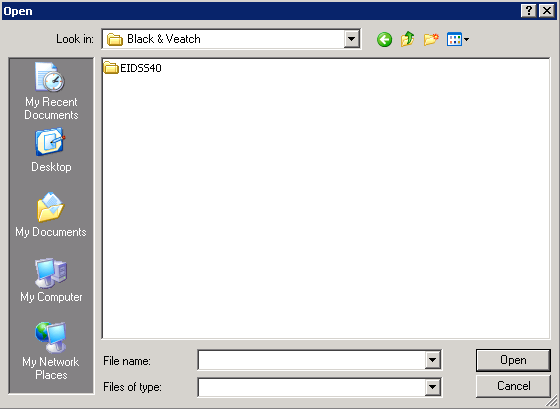 Open
Look in: Black & Veatch
EIDSS40
My Recent
Documents
Desktop
My Documents
My Computer
My Network
Places
File name:
Open
Files of type:
Cancel